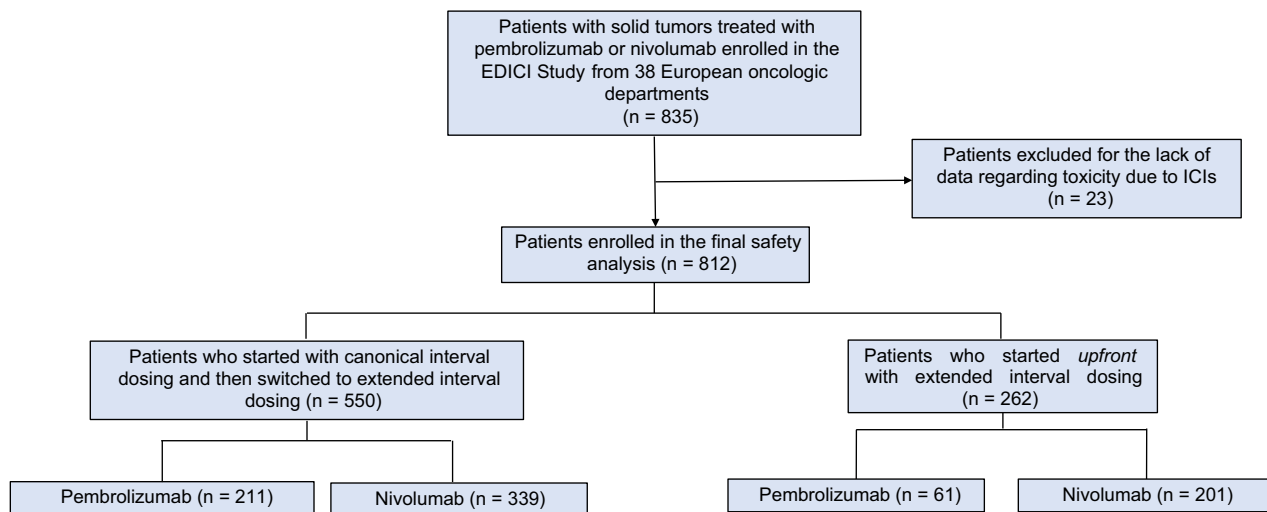 Patients with solid tumors treated with
pembrolizumab or nivolumab enrolled in the
EDICI Study from 38 European oncologic
departments
(n = 835)
Patients excluded for the lack of
data regarding toxicity due to ICIs
(n = 23)
Patients enrolled in the final safety
analysis (n = 812)
Patients who started with canonical interval
dosing and then switched to extended interval
dosing (n = 550)
Patients who started upfront
with extended interval dosing
(n = 262)
Pembrolizumab (n = 211)
Nivolumab (n = 339)
Pembrolizumab (n = 61)
Nivolumab (n = 201)